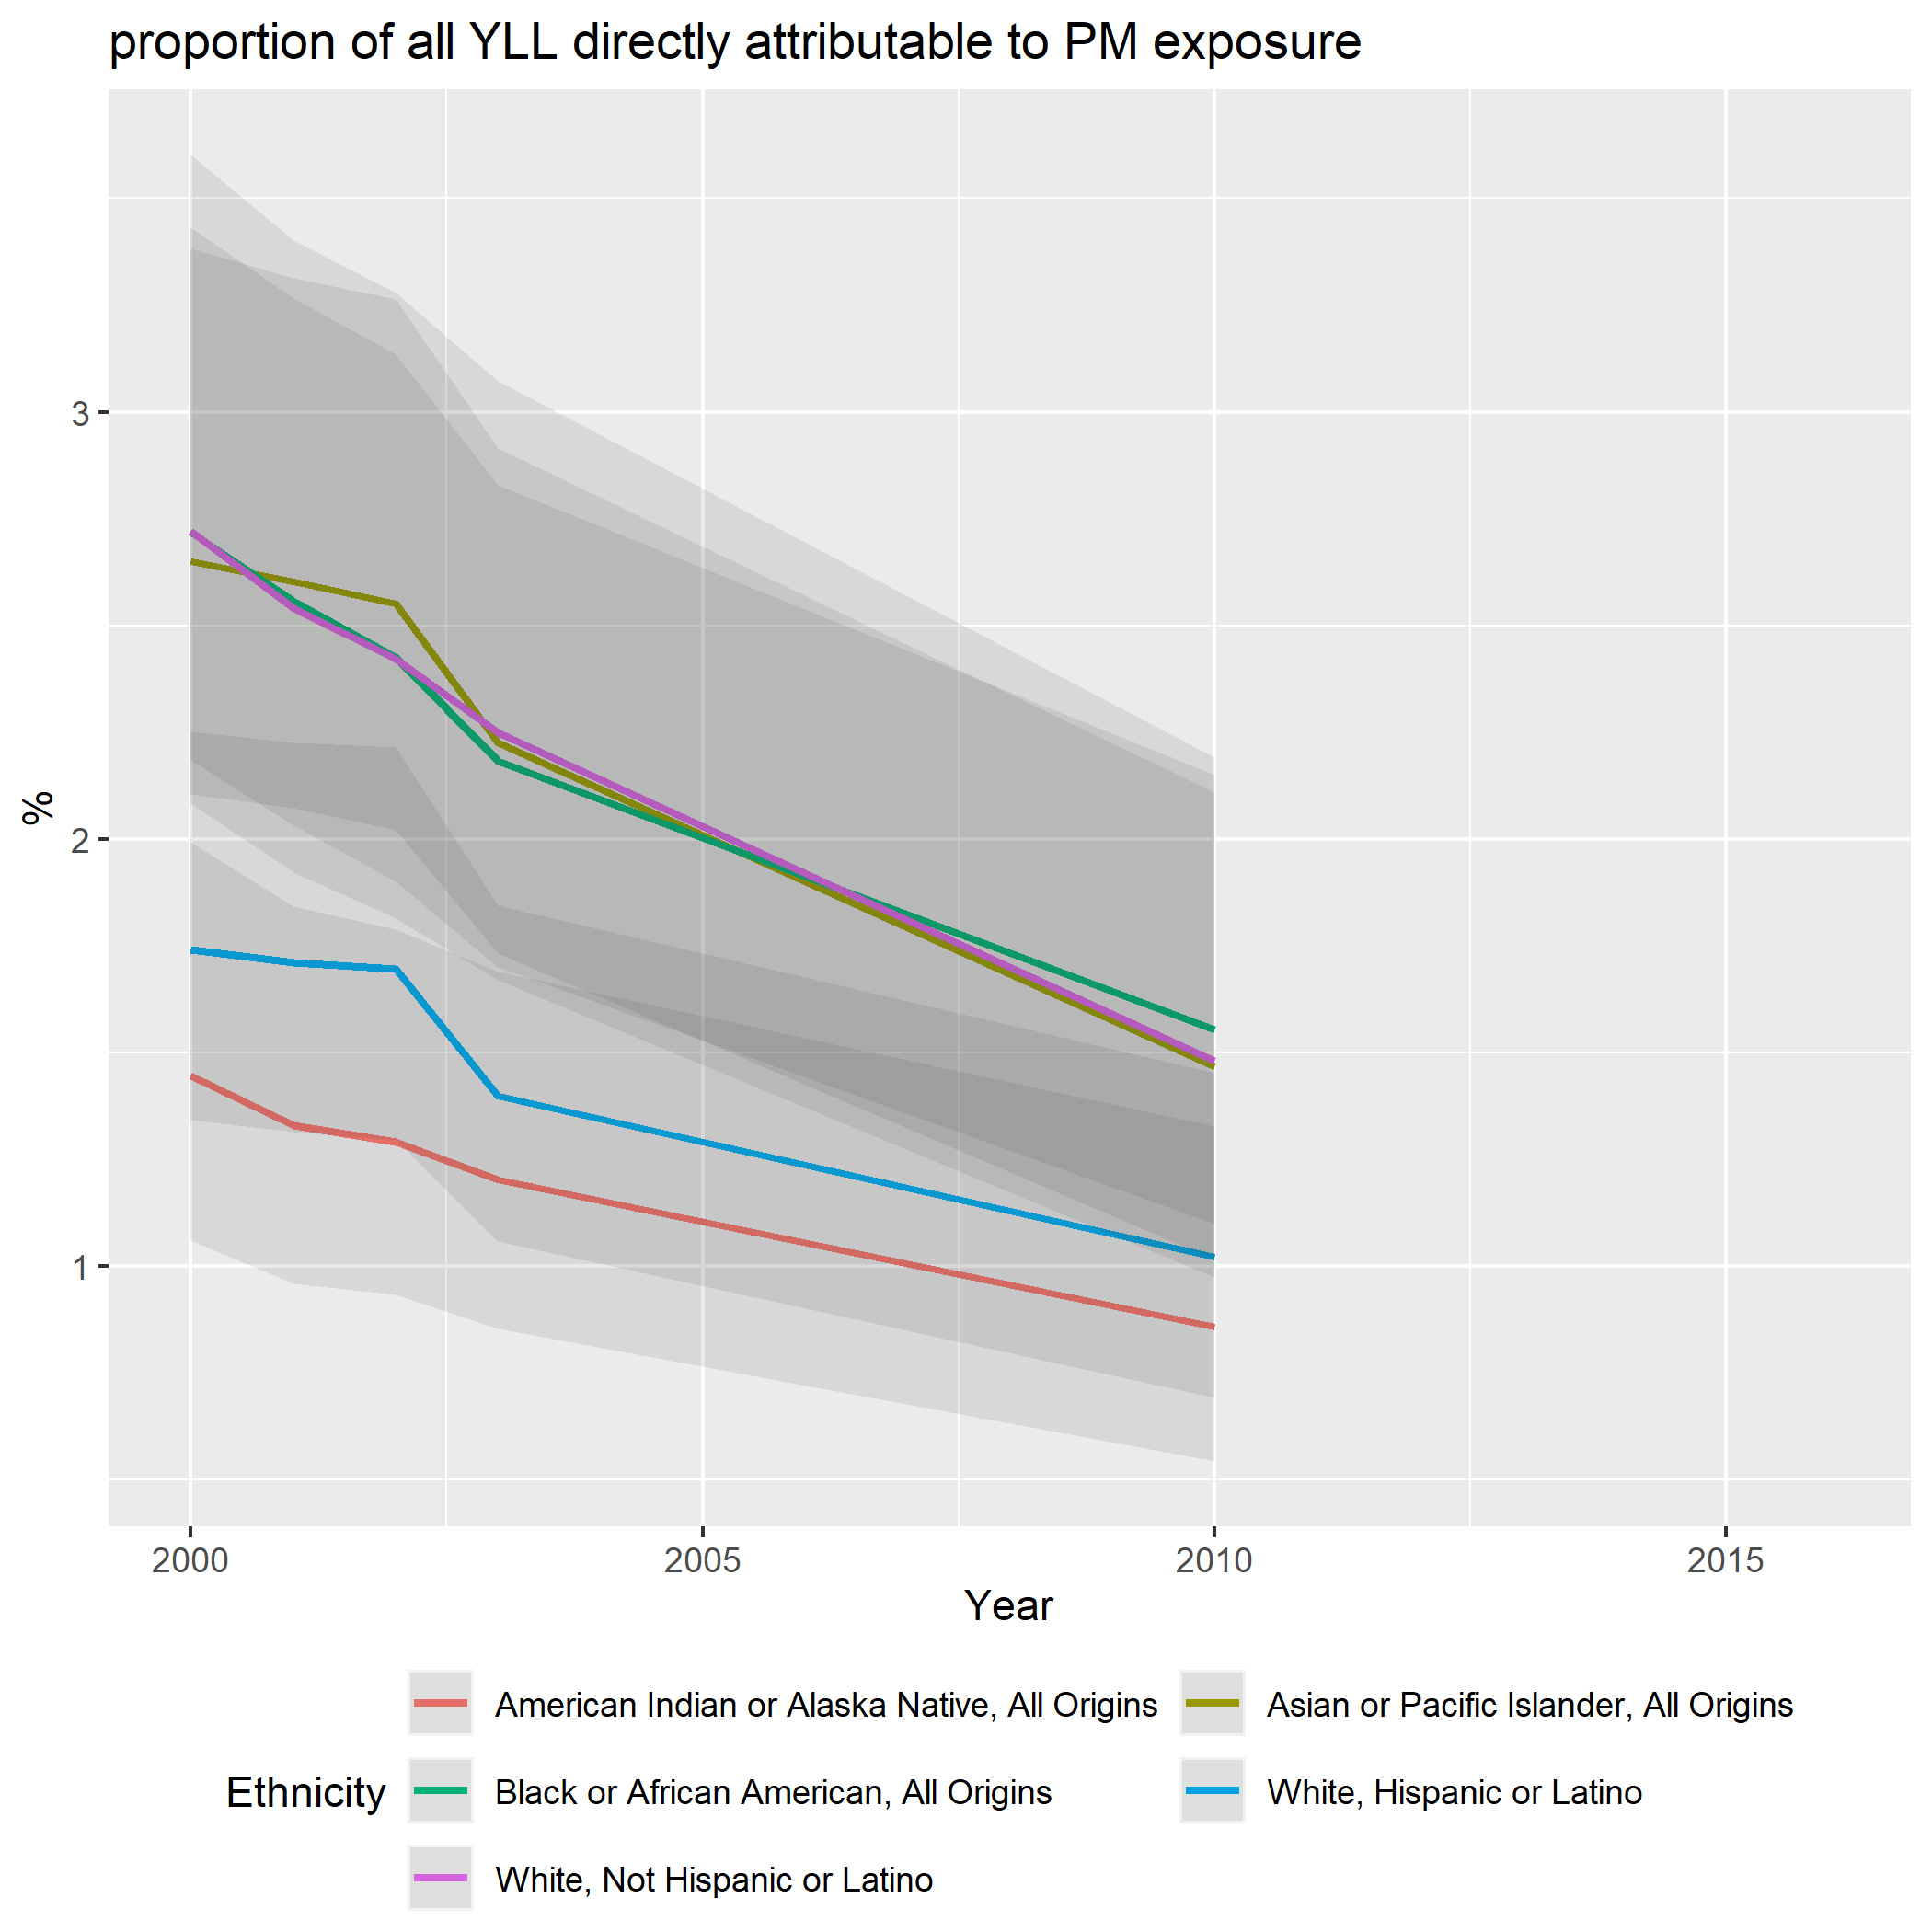 proportion of all YLL directly attributable to PM exposure
%
3
2
1
2000 2005 2010 2015
Year
Ethnicity
American Indian or Alaska Native, All Origins
Asian or Pacific Islander, All Origins
Black or African American, All Origins
White, Hispanic or Latino
White, Not Hispanic or Latino